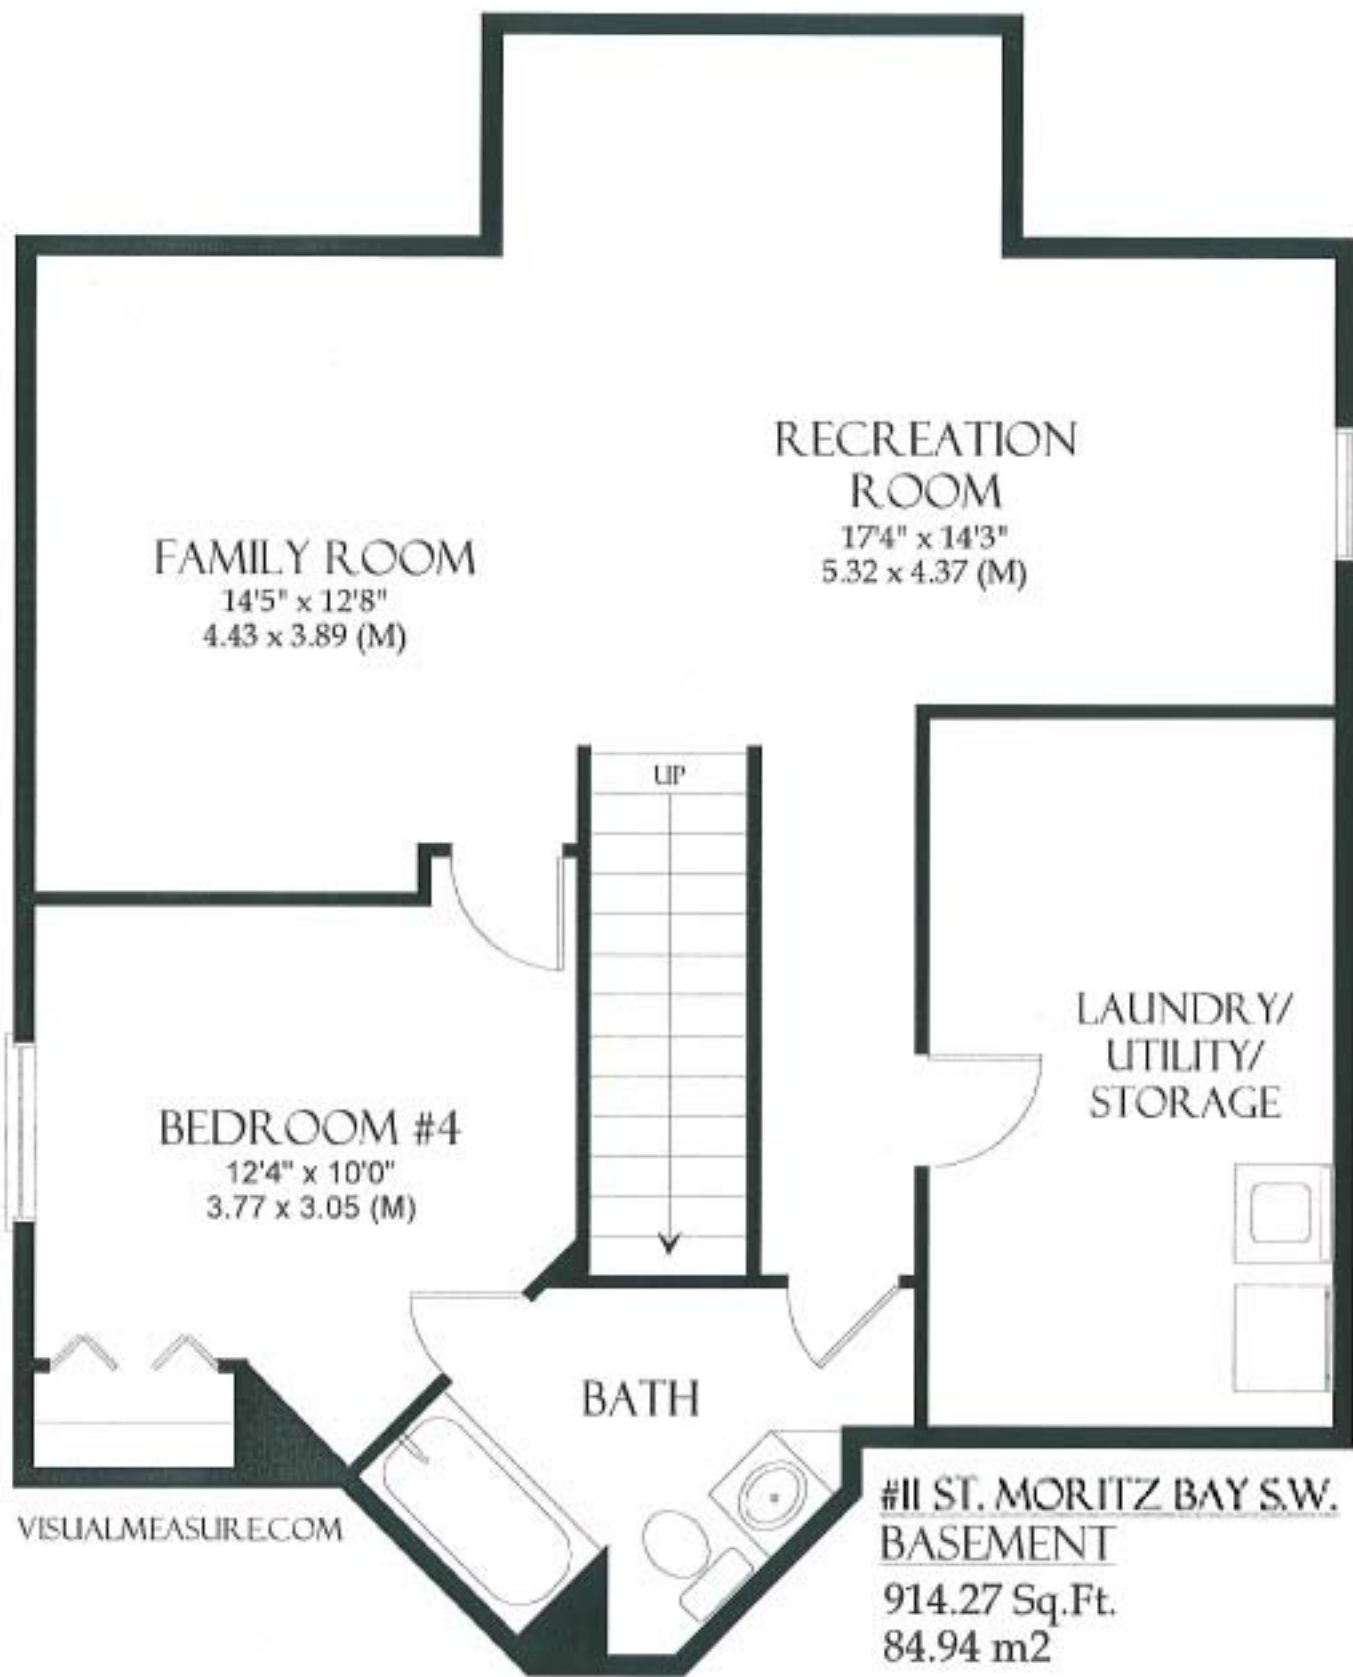 RECREATION
ROOM
17'4" x 14'3"
5.32 x 4.37 (M)
FAMILY ROOM
14'5" x 12'8"
4.43 x 3.89 (M)
UP
LAUNDRY/
UTILITY/
STORAGE
BEDROOM #4
12'4" x 10'0"
3.77 x 3.05 (M)
BATH
#11 ST. MORITZ BAY S.W.
BASEMENT
914.27 Sq.Ft.
84.94 m2
VISUALMEASURE.COM